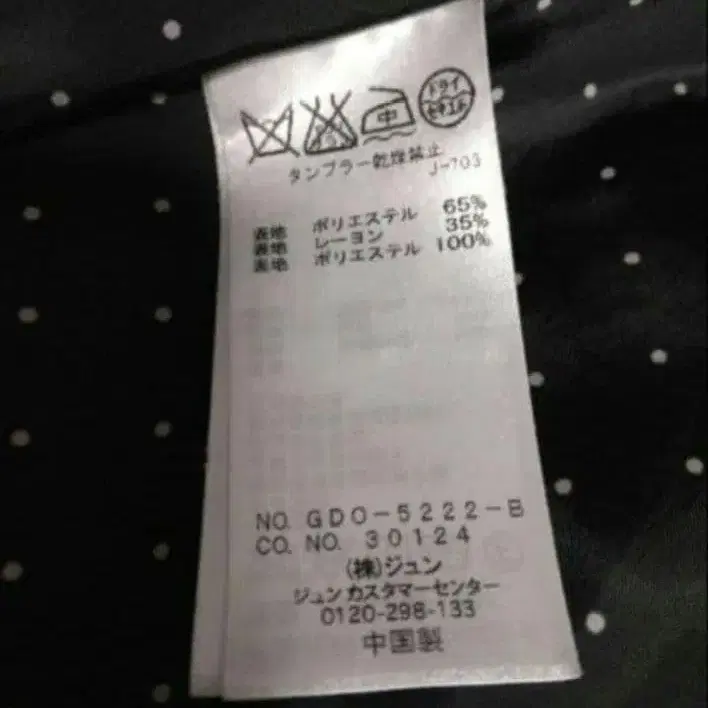 ドライ
セキユ系
中
タンブラー乾燥禁止
J-703
表地 ポリエステル 65%
表地 レーヨン 35%
裏地 ポリエステル 100%
NO. GDO-5222-B
CO. NO. 30124
(株)ジュン
ジュンカスタマーセンター
0120-298-133
中国製